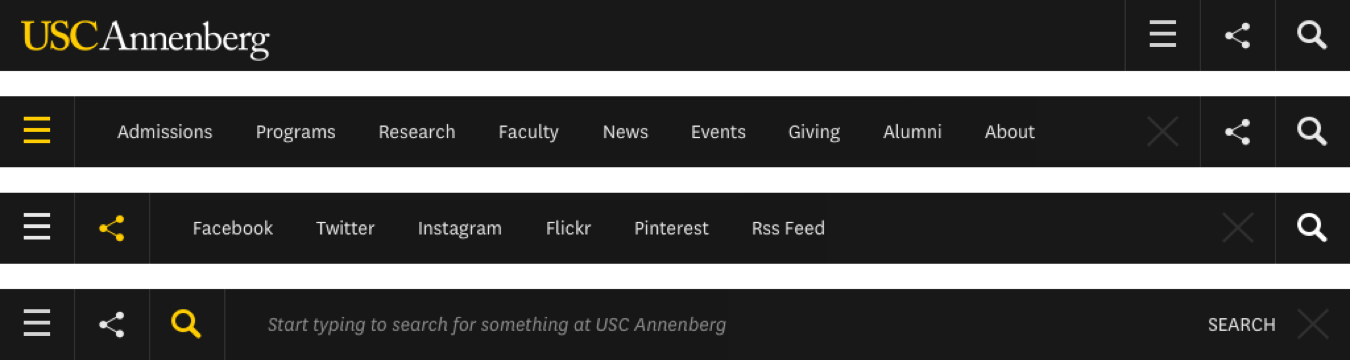 USC Annenberg
Admissions Programs Research Faculty News Events Giving Alumni About
Facebook Twitter Instagram Flickr Pinterest Rss Feed
Start typing to search for something at USC Annenberg SEARCH